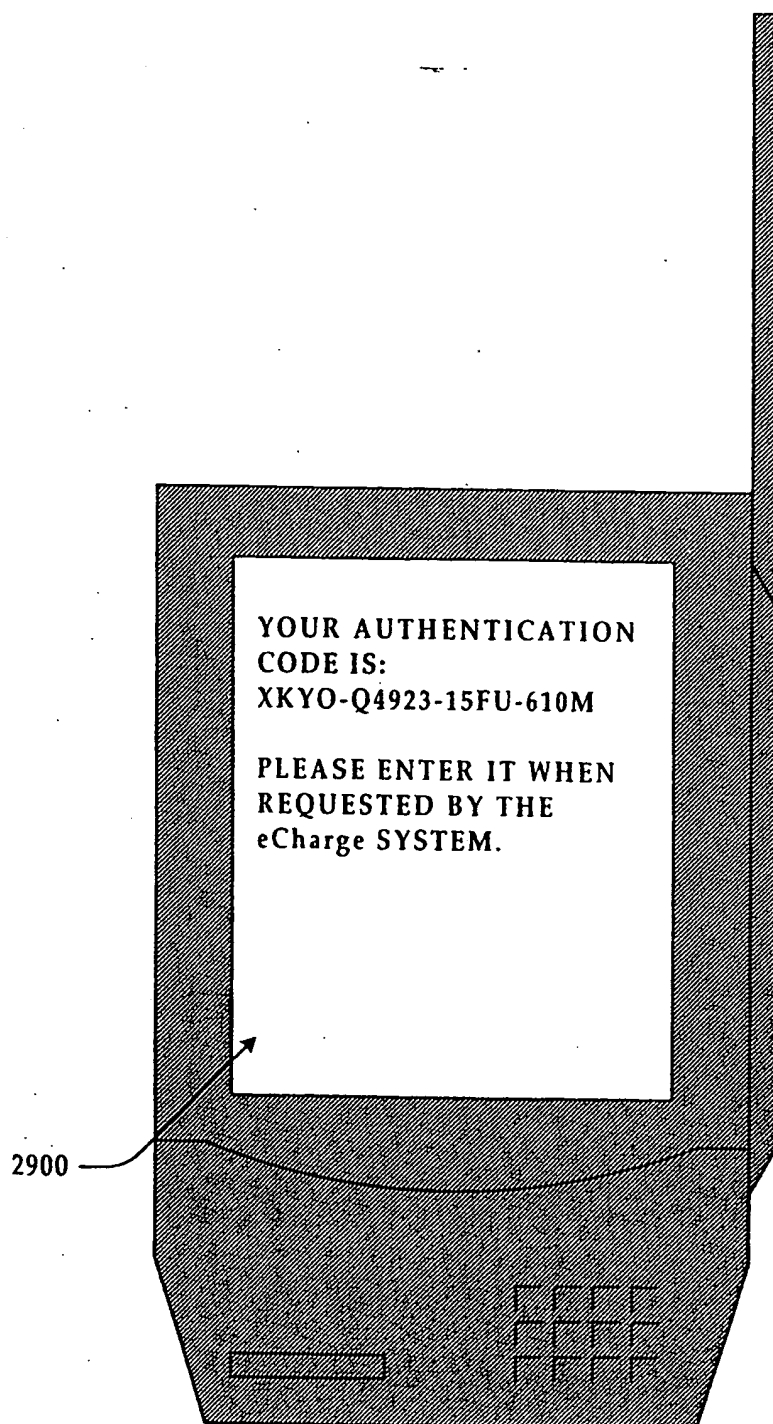 YOUR AUTHENTICATION
CODE IS:
XKYO-Q4923-15FU-610M
PLEASE ENTER IT WHEN
REQUESTED BY THE
eCharge SYSTEM.
2900